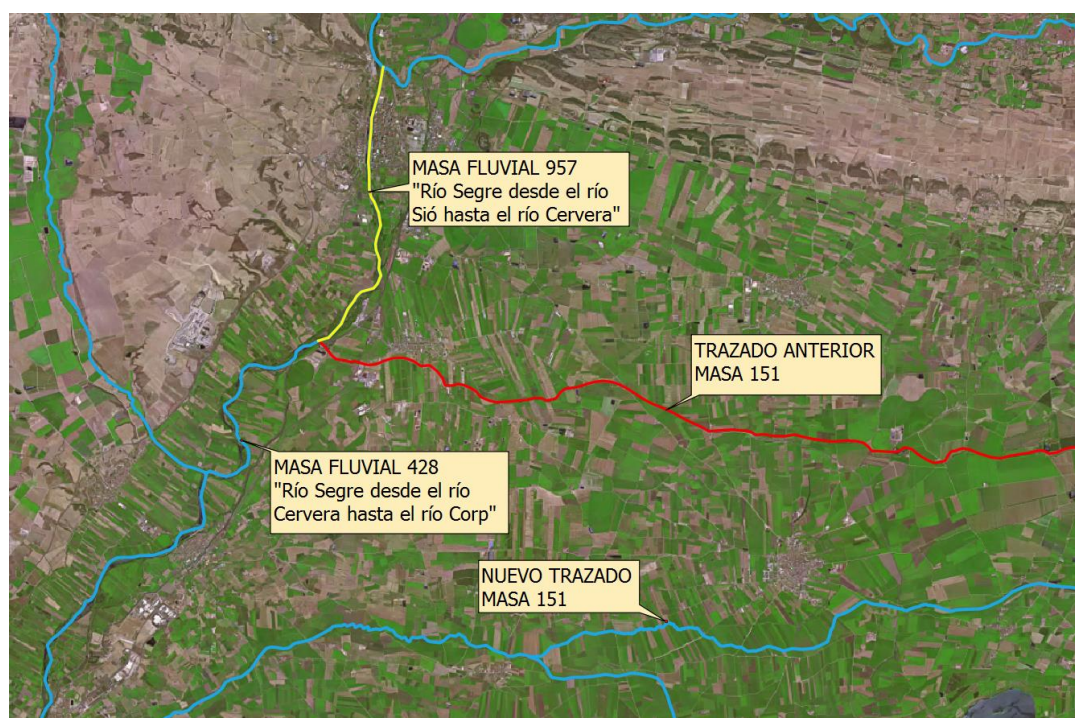 MASA FLUVIAL 957
"Río Segre desde el río
Sió hasta el río Cervera"
TRAZADO ANTERIOR
MASA 151
MASA FLUVIAL 428
"Río Segre desde el río
Cervera hasta el río Corp"
NUEVO TRAZADO
MASA 151